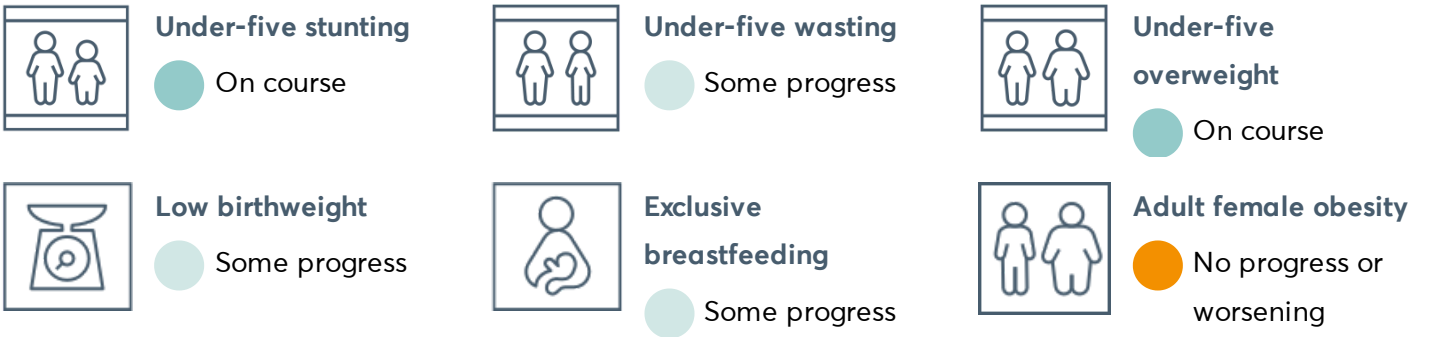 Under-five stunting
On course
Under-five wasting
Some progress
Under-five
overweight
On course
Low birthweight
Some progress
Exclusive
breastfeeding
Some progress
Adult female obesity
No progress or
worsening